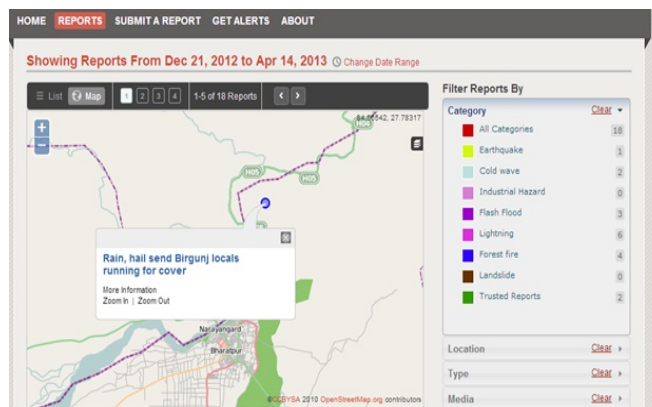 HOME REPORTS SUBMIT A REPORT GET ALERTS ABOUT
Showing Reports From Dec 21, 2012 to Apr 14, 2013 Change Date Range
List Map 1 2 3 4 1-5 of 18 Reports
27.78317
H05
H05
Rain, hail send Birgunj locals
running for cover
More Information
Zoom In | Zoom Out
Narayangard
Bharatpur
CCBYSA 2010 OpenStreetMap.org contributors
Filter Reports By
Category Clear
All Categories 18
Earthquake 1
Cold wave 2
Industrial Hazard 0
Flash Flood 3
Lightning 6
Forest fire 4
Landslide 0
Trusted Reports 2
Location Clear
Type Clear
Media Clear